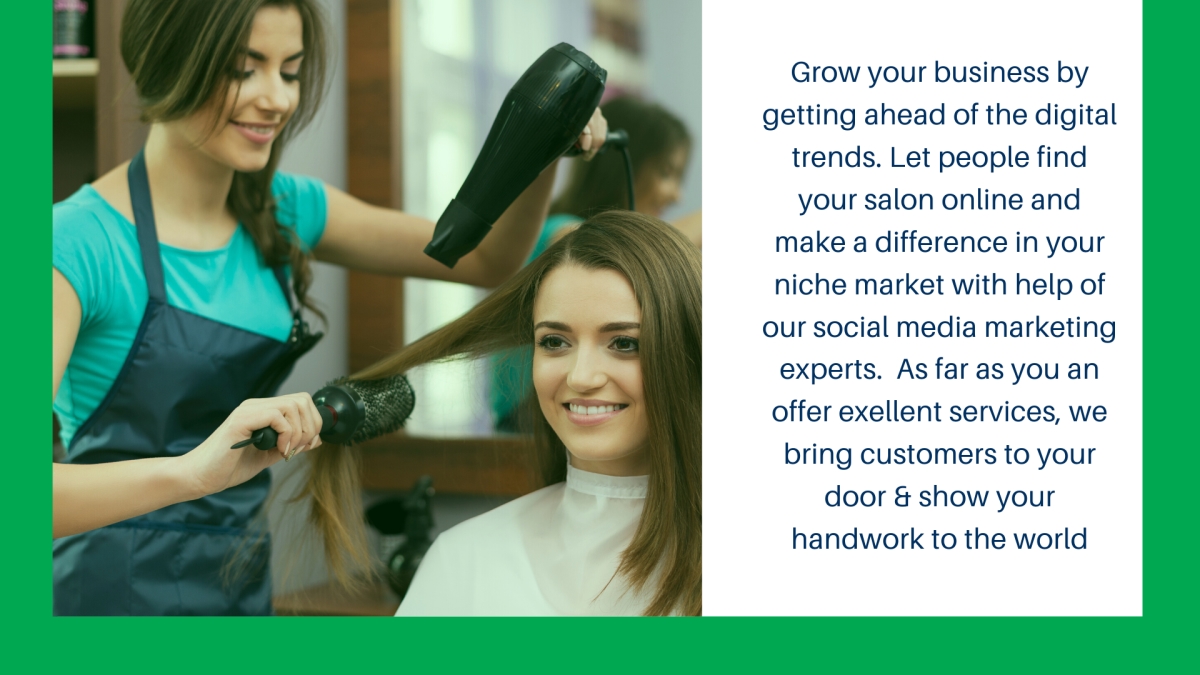 Grow your business by
getting ahead of the digital
trends. Let people find
your salon online and
make a difference in your
niche market with help of
our social media marketing
experts.  As far as you an
offer exellent services, we
bring customers to your
door & show your
handwork to the world